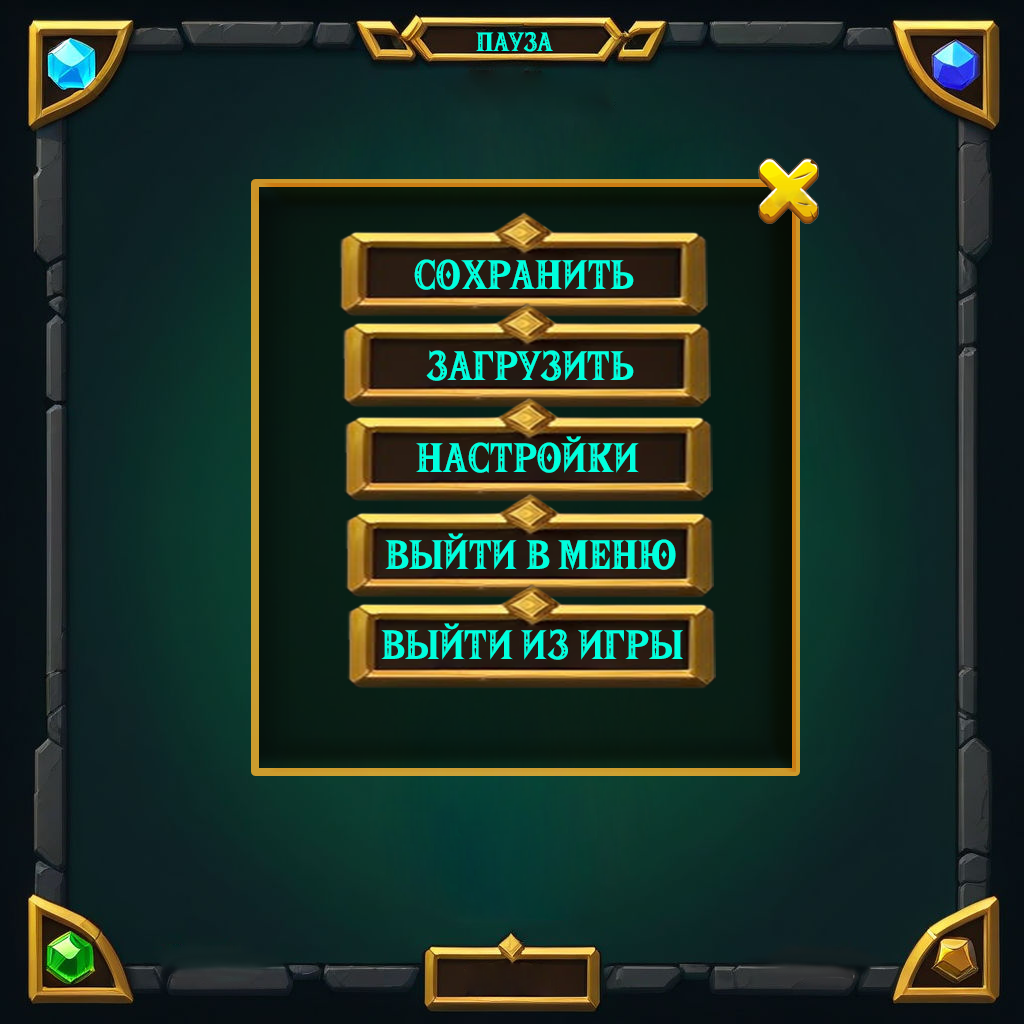 ПАУЗА
СОХРАНИТЬ
ЗАГРУЗИТЬ
НАСТРОЙКИ
ВЫЙТИ В МЕНЮ
ВЫЙТИ ИЗ ИГРЫ